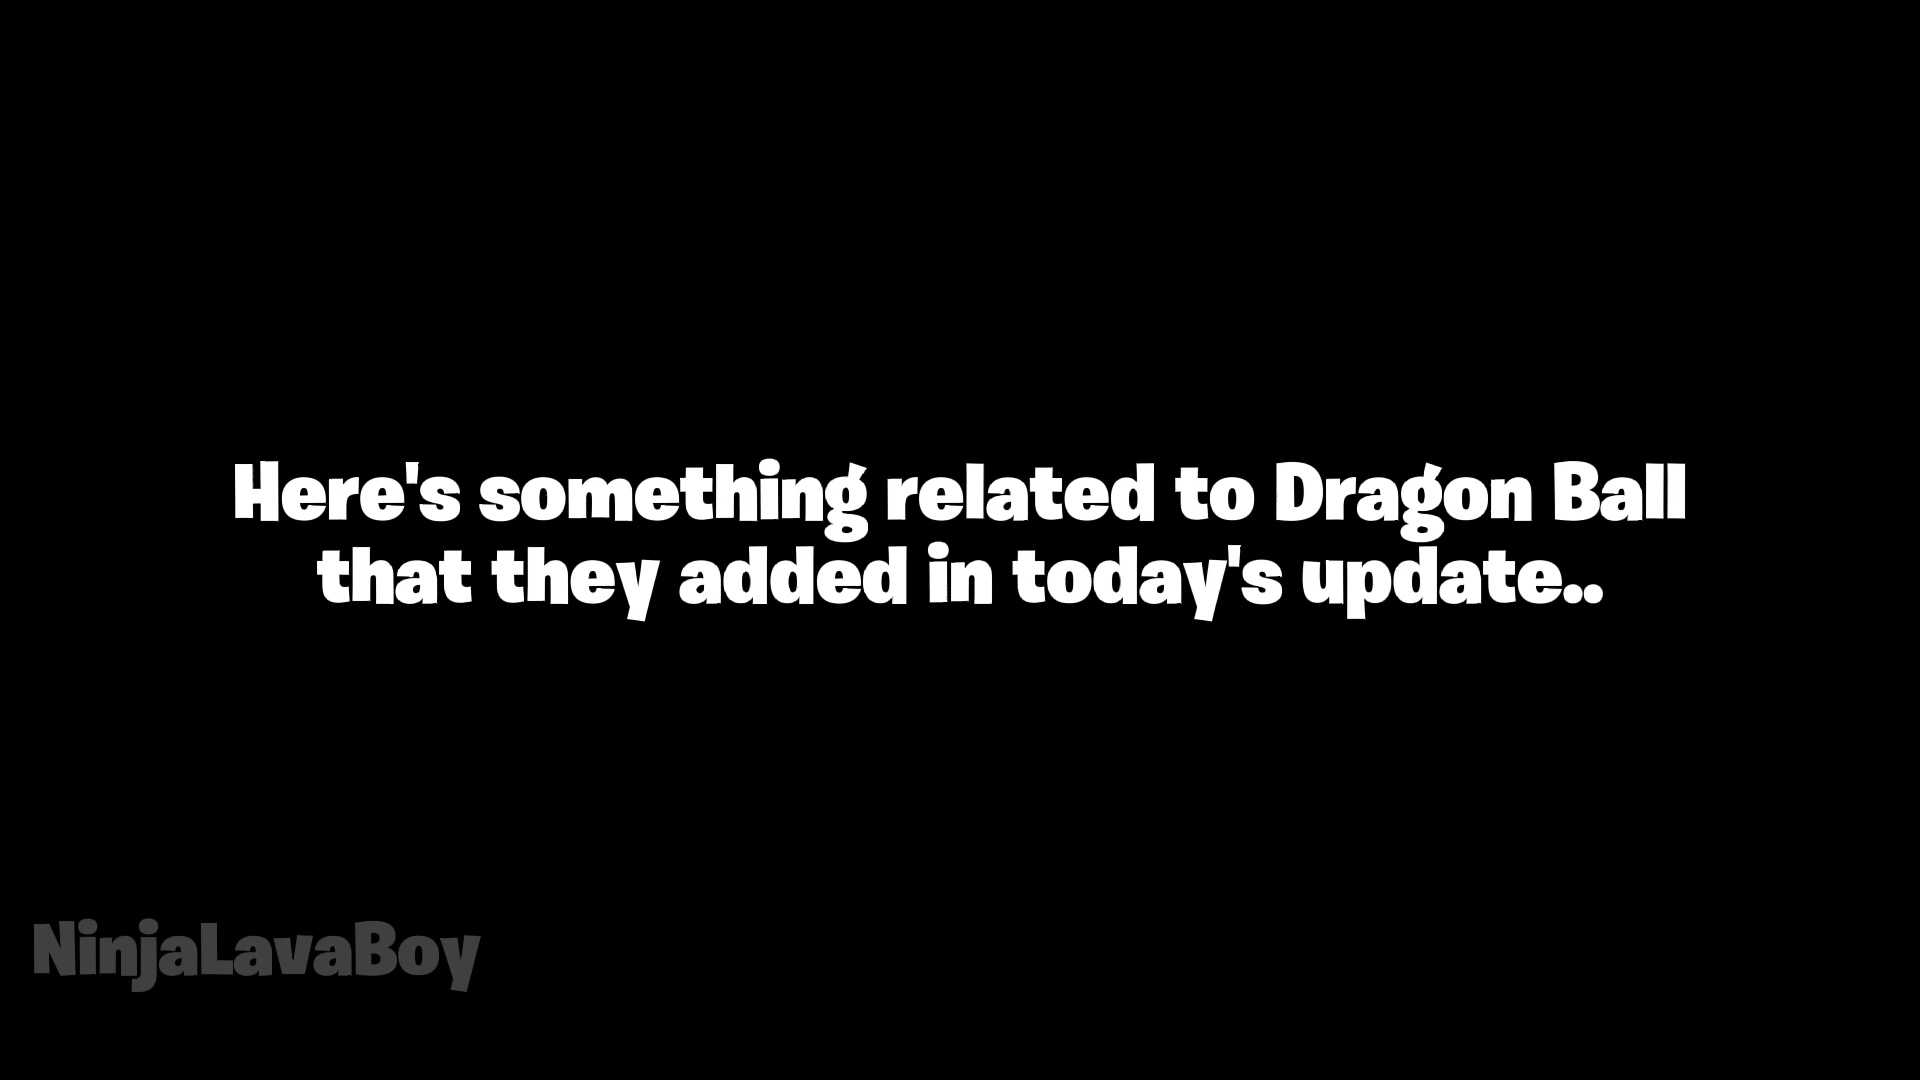 Here's something related to Dragon Ball
that they added in today's update..
NinjaLavaBoy